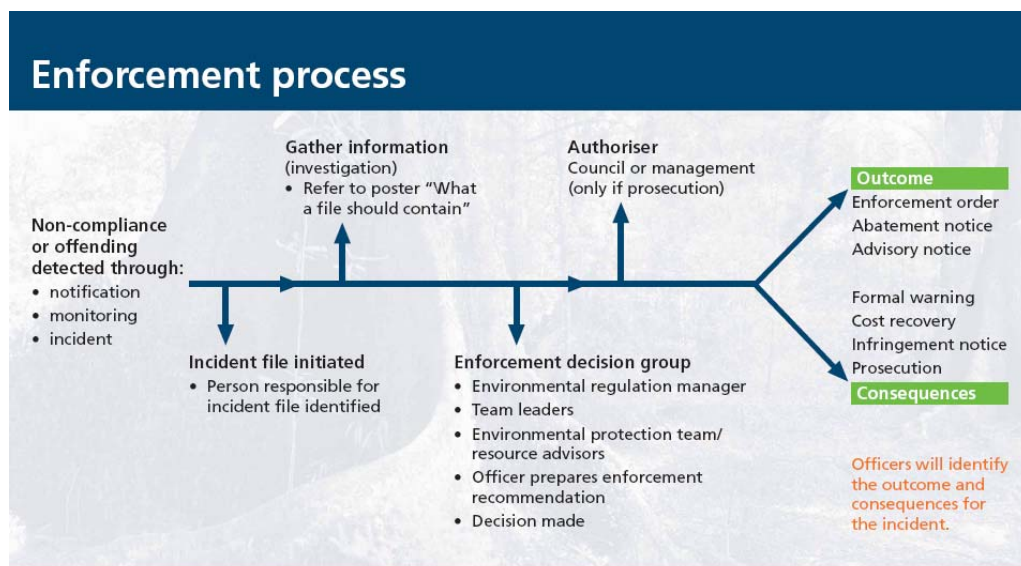 Enforcement process
Non-compliance
or offending
detected through:
• notification
• monitoring
• incident
Incident file initiated
• Person responsible for
incident file identified
Gather information
(investigation)
• Refer to poster “What
a file should contain”
Enforcement decision group
• Environmental regulation manager
• Team leaders
• Environmental protection team/
resource advisors
• Officer prepares enforcement
recommendation
• Decision made
Authoriser
Council or management
(only if prosecution)
Outcome
Enforcement order
Abatement notice
Advisory notice
Formal warning
Cost recovery
Infringement notice
Prosecution
Consequences
Officers will identify
the outcome and
consequences for
the incident.